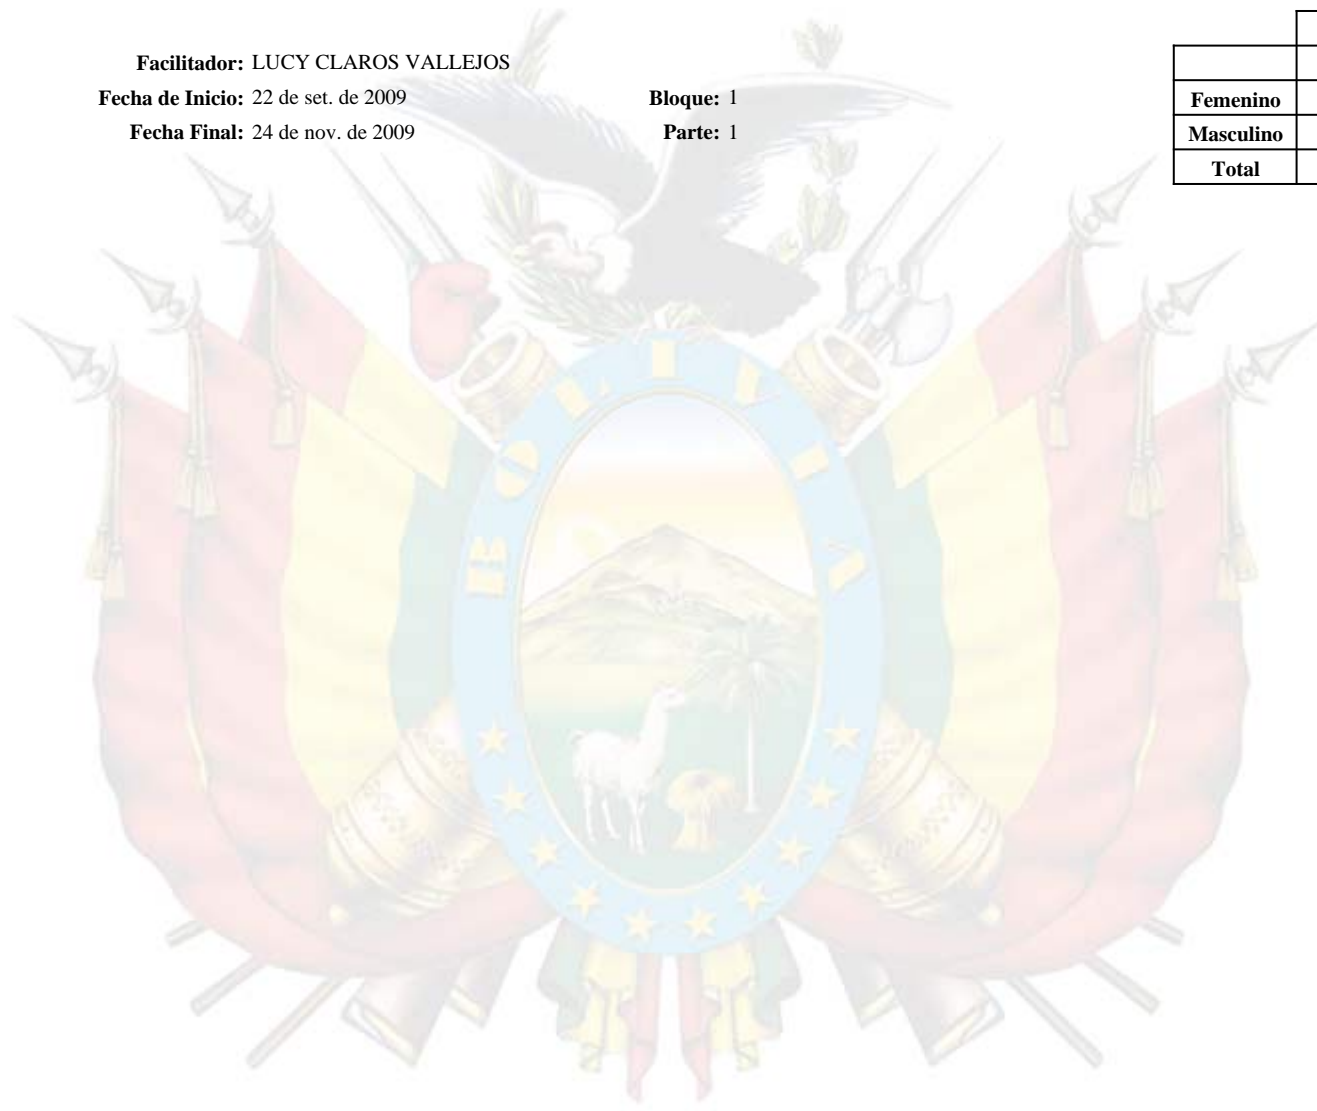 Facilitador: LUCY CLAROS VALLEJOS
Fecha de Inicio: 22 de set. de 2009 Bloque: 1
Fecha Final: 24 de nov. de 2009 Parte: 1
Femenino
Masculino
Total
BOLIVIA